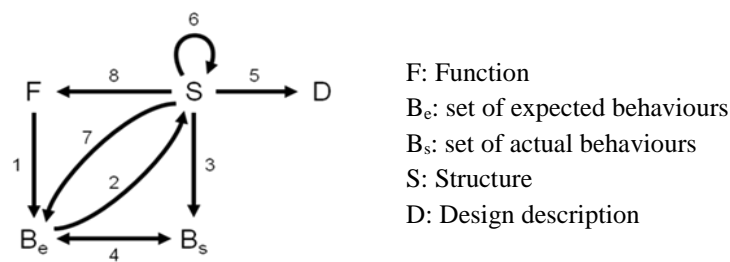 6
8
5
F
S
D
7
1
2
3
Be
Bs
4
F: Function
Be: set of expected behaviours
Bs: set of actual behaviours
S: Structure
D: Design description